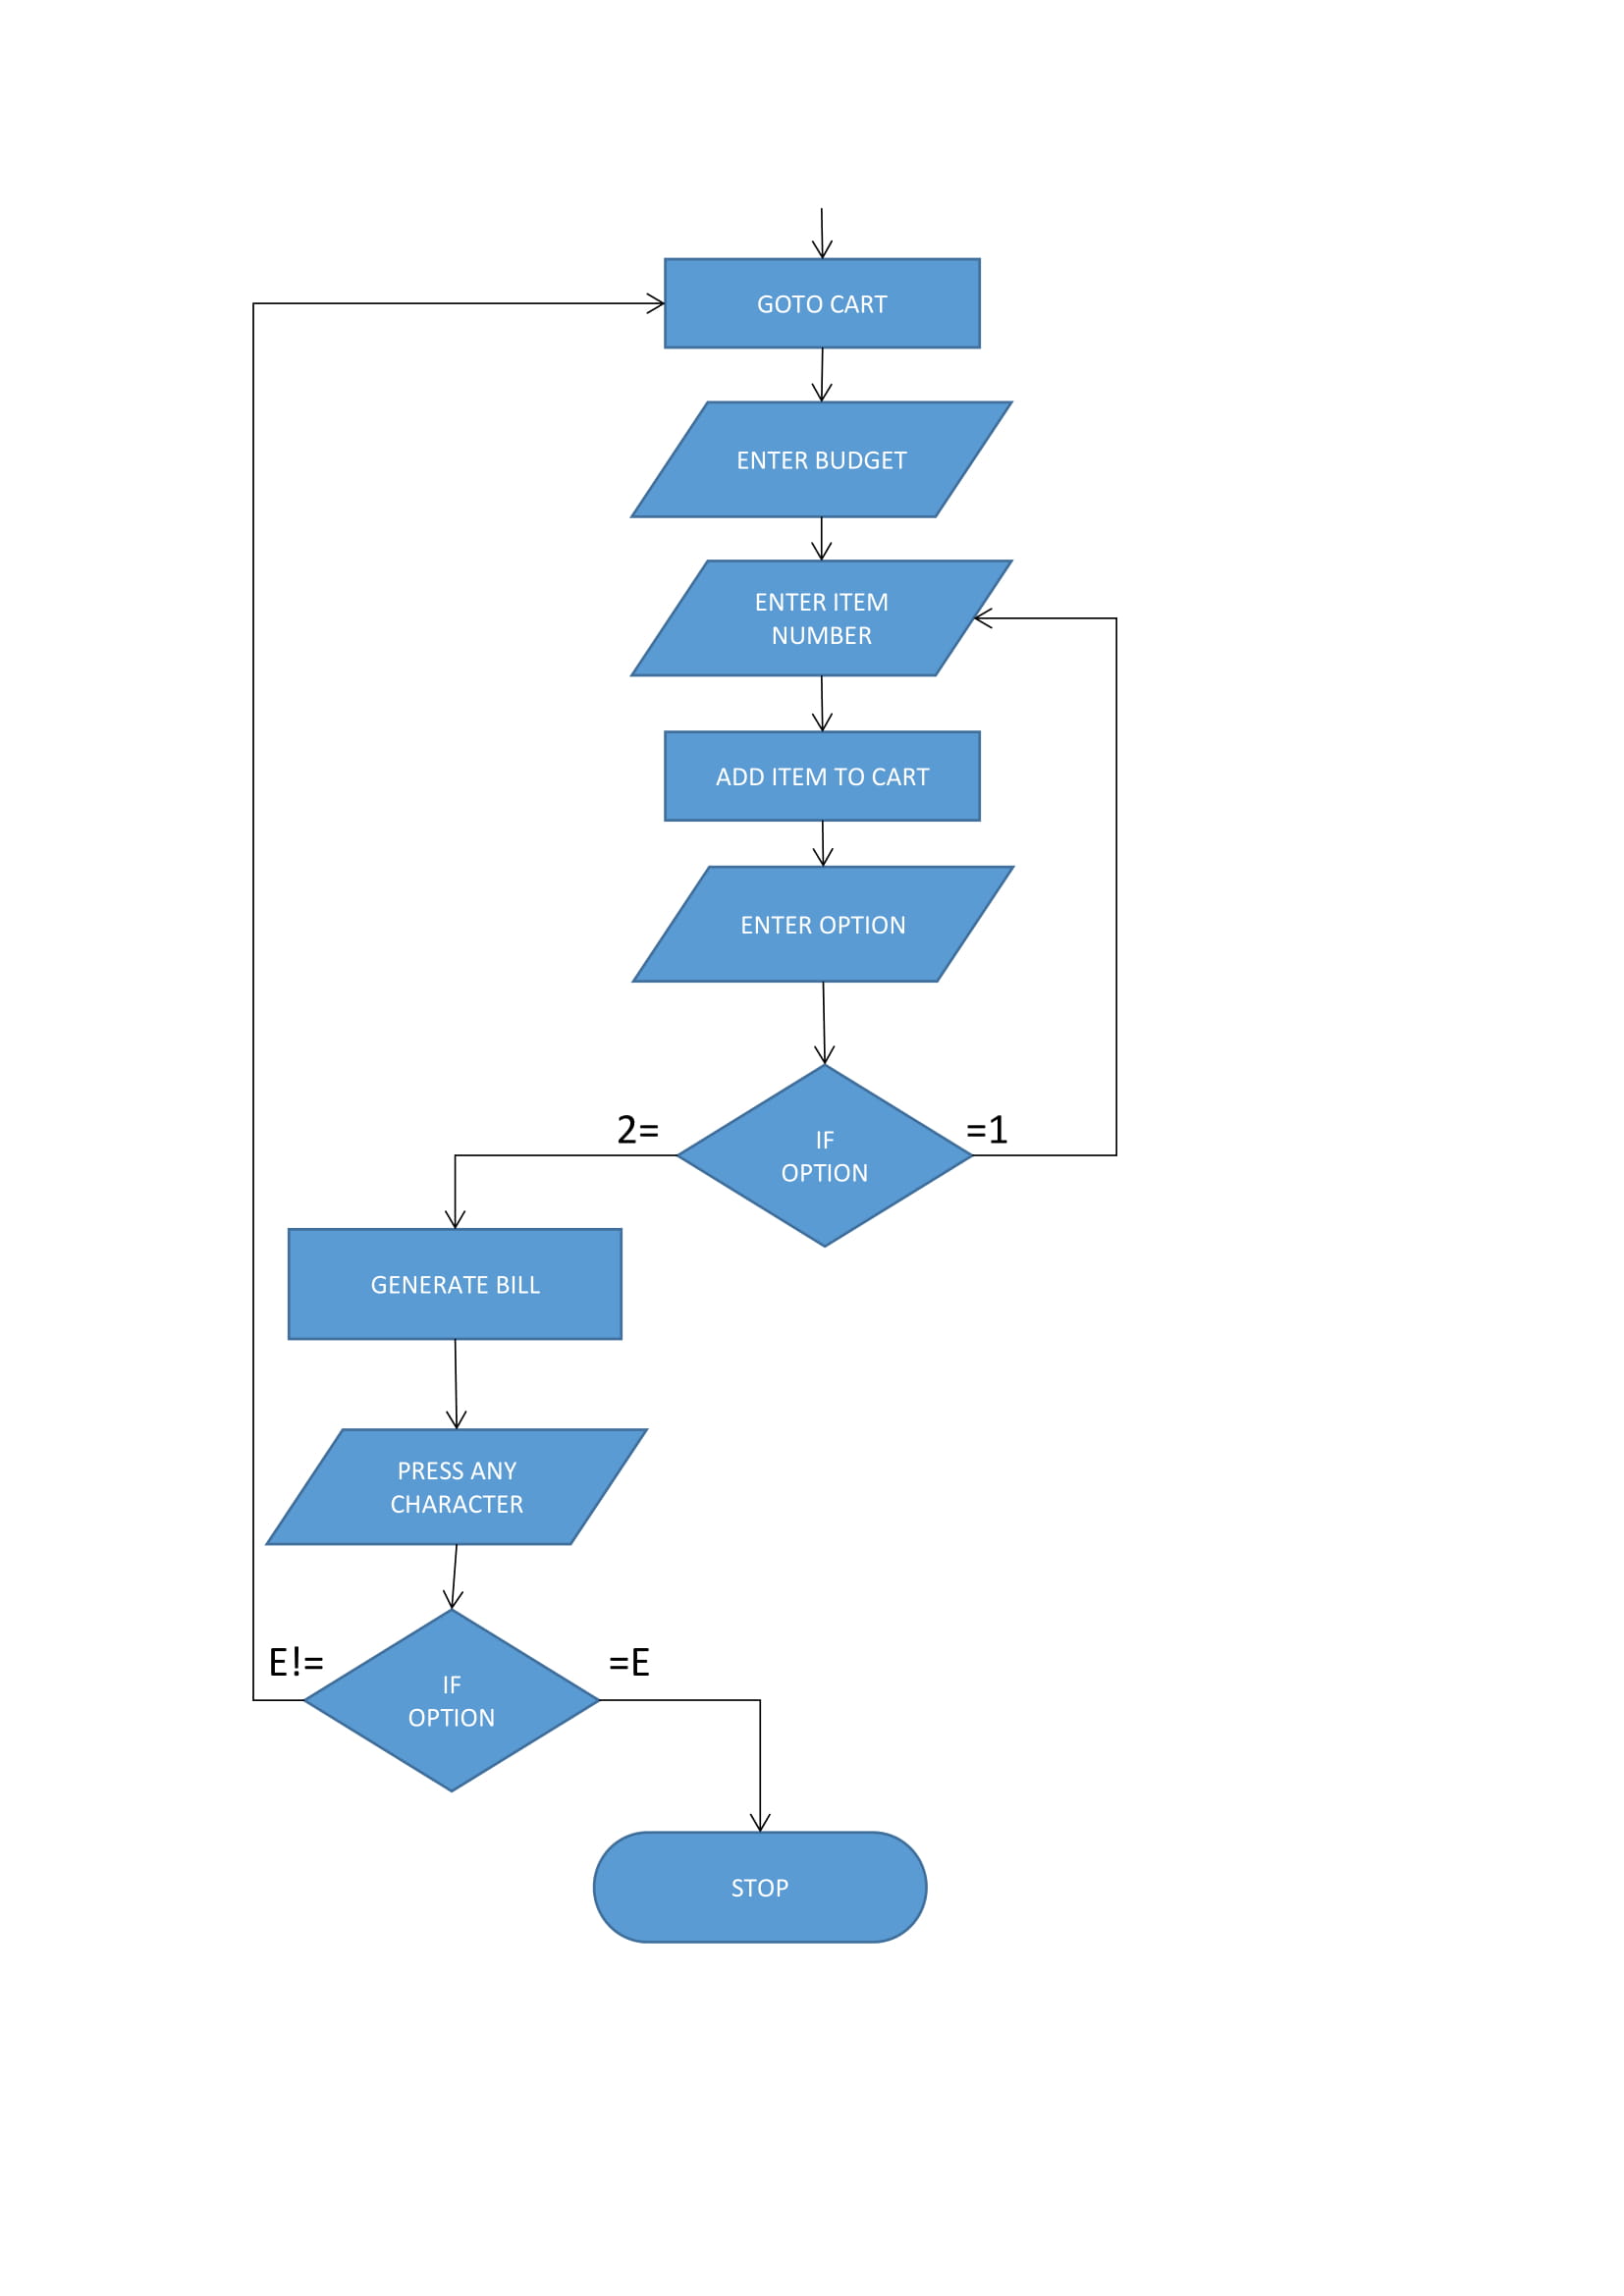 GOTO CART
ENTER BUDGET
ENTER ITEM
NUMBER
ADD ITEM TO CART
ENTER OPTION
2=
=1
IF
OPTION
GENERATE BILL
PRESS ANY
CHARACTER
E!=
=E
IF
OPTION
STOP